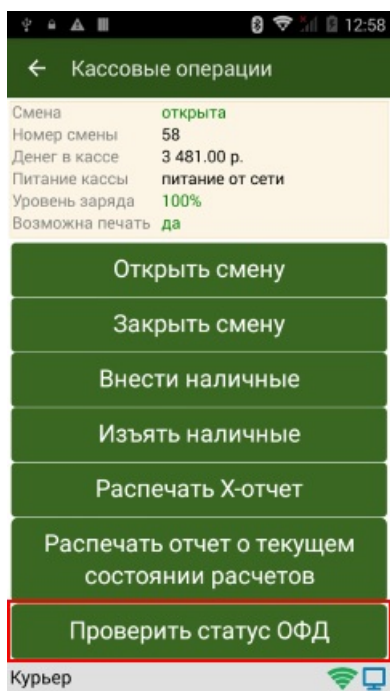 12:58
Кассовые операции
Смена открыта
Номер смены 58
Денег в кассе 3 481.00 р.
Питание кассы питание от сети
Уровень заряда 100%
Возможна печать да
Открыть смену
Закрыть смену
Внести наличные
Изъять наличные
Распечать X-отчет
Распечать отчет о текущем
состоянии расчетов
Проверить статус ОФД
Курьер